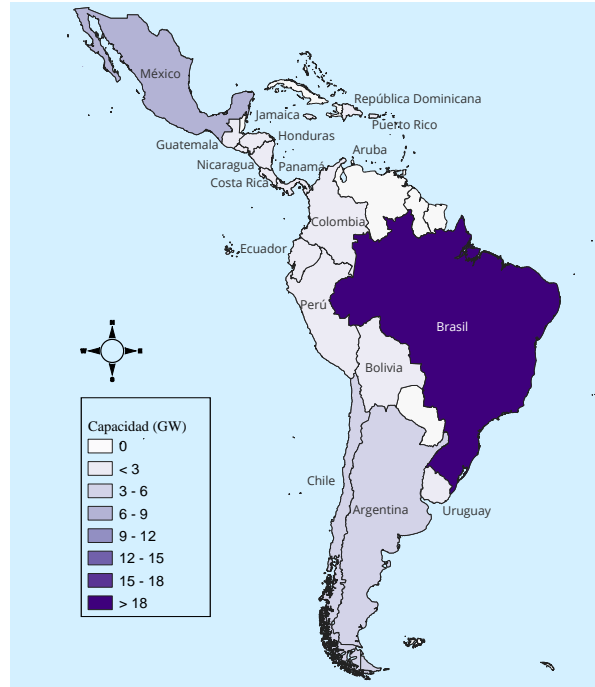 México
República Dominicana
Jamaica
Puerto Rico
Honduras
Guatemala
Aruba
Nicaragua
Panamá
Costa Rica
Colombia
Ecuador
Perú
Brasil
Bolivia
Chile
Argentina
Uruguay
Capacidad (GW)
0
< 3
3 - 6
6 - 9
9 - 12
12 - 15
15 - 18
> 18